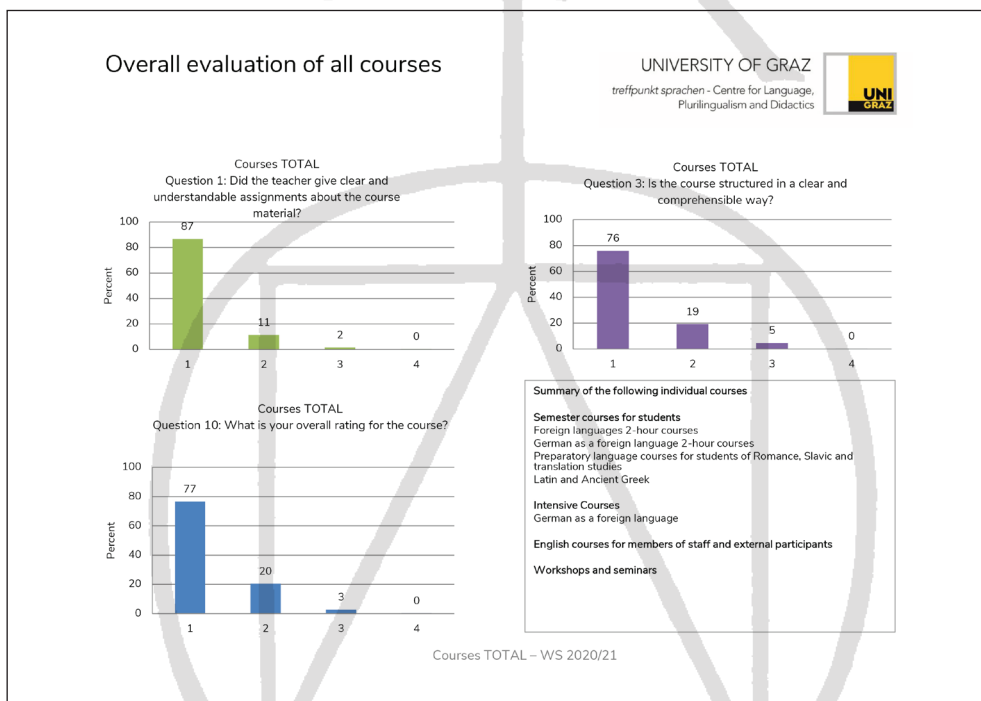 Overall evaluation of all courses
UNIVERSITY OF GRAZ
treffpunkt sprachen - Centre for Language,
Plurilingualism and Didactics
UNI
GRAZ
Courses TOTAL
Question 1: Did the teacher give clear and
understandable assignments about the course
material?
100
80
60
40
20
0
Percent
87
11
2
0
1
2
3
4
Courses TOTAL
Question 3: Is the course structured in a clear and
comprehensible way?
100
80
60
40
20
0
Percent
76
19
5
0
1
2
3
4
Courses TOTAL
Question 10: What is your overall rating for the course?
100
80
60
40
20
0
Percent
77
20
3
0
1
2
3
4
Summary of the following individual courses
Semester courses for students
Foreign languages 2-hour courses
German as a foreign language 2-hour courses
Preparatory language courses for students of Romance, Slavic and
translation studies
Latin and Ancient Greek
Intensive Courses
German as a foreign language
English courses for members of staff and external participants
Workshops and seminars
Courses TOTAL – WS 2020/21